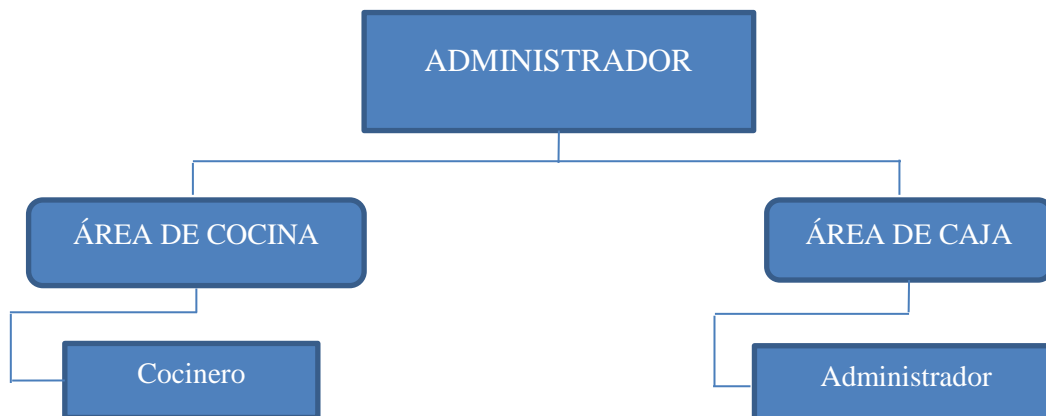 ADMINISTRADOR
ÁREA DE COCINA
ÁREA DE CAJA
Cocinero
Administrador